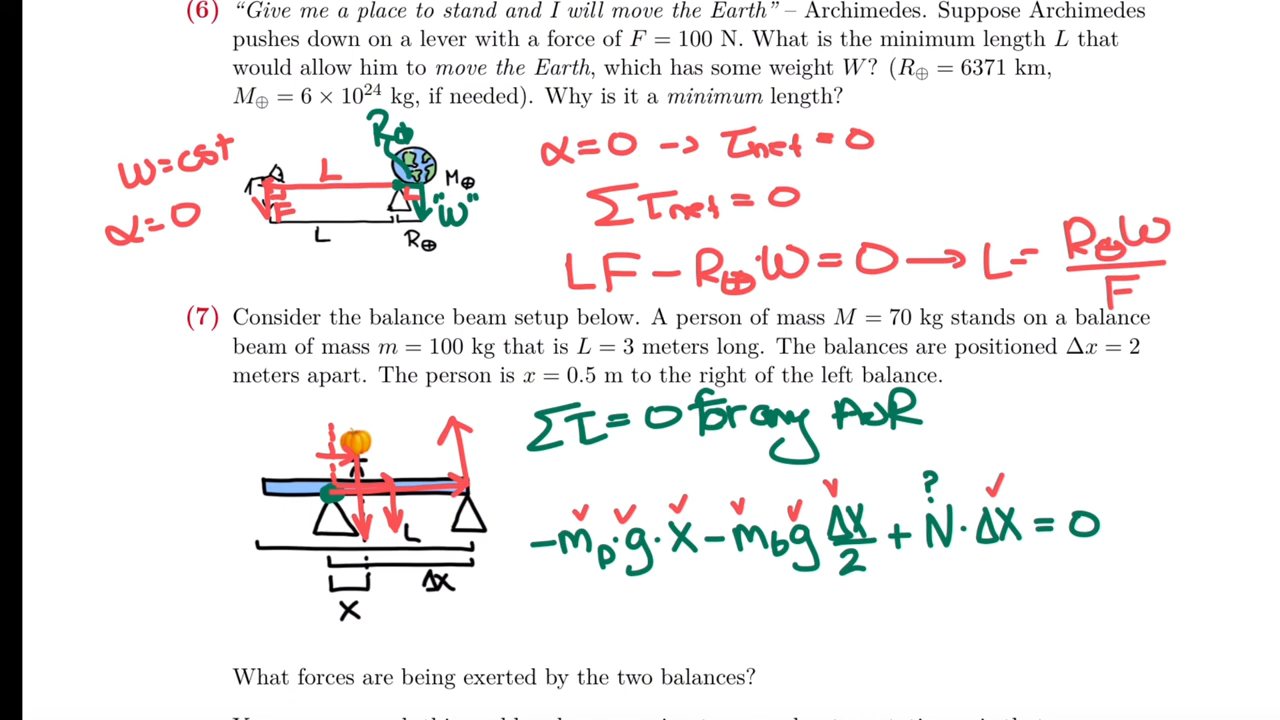 (6) “Give me a place to stand and I will move the Earth” – Archimedes. Suppose Archimedes
pushes down on a lever with a force of F = 100 N. What is the minimum length L that
would allow him to move the Earth, which has some weight W? (R⊕ = 6371 km,
M⊕ = 6 × 10²⁴ kg, if needed). Why is it a minimum length?
R⊕
ω=cst
α=0
L
F
M⊕
"W"
L
R⊕
α=0 → τnet=0
Στnet=0
LF − R⊕·W=0 → L= R⊕W/F
(7) Consider the balance beam setup below. A person of mass M = 70 kg stands on a balance
beam of mass m = 100 kg that is L = 3 meters long. The balances are positioned Δx = 2
meters apart. The person is x = 0.5 m to the right of the left balance.
Στ=0 for any AoR
L
Δx
x
?
✓ ✓ ✓ ✓ ✓ ✓ ✓
−mp·g·x−mbg Δx/2 + N·Δx=0
What forces are being exerted by the two balances?